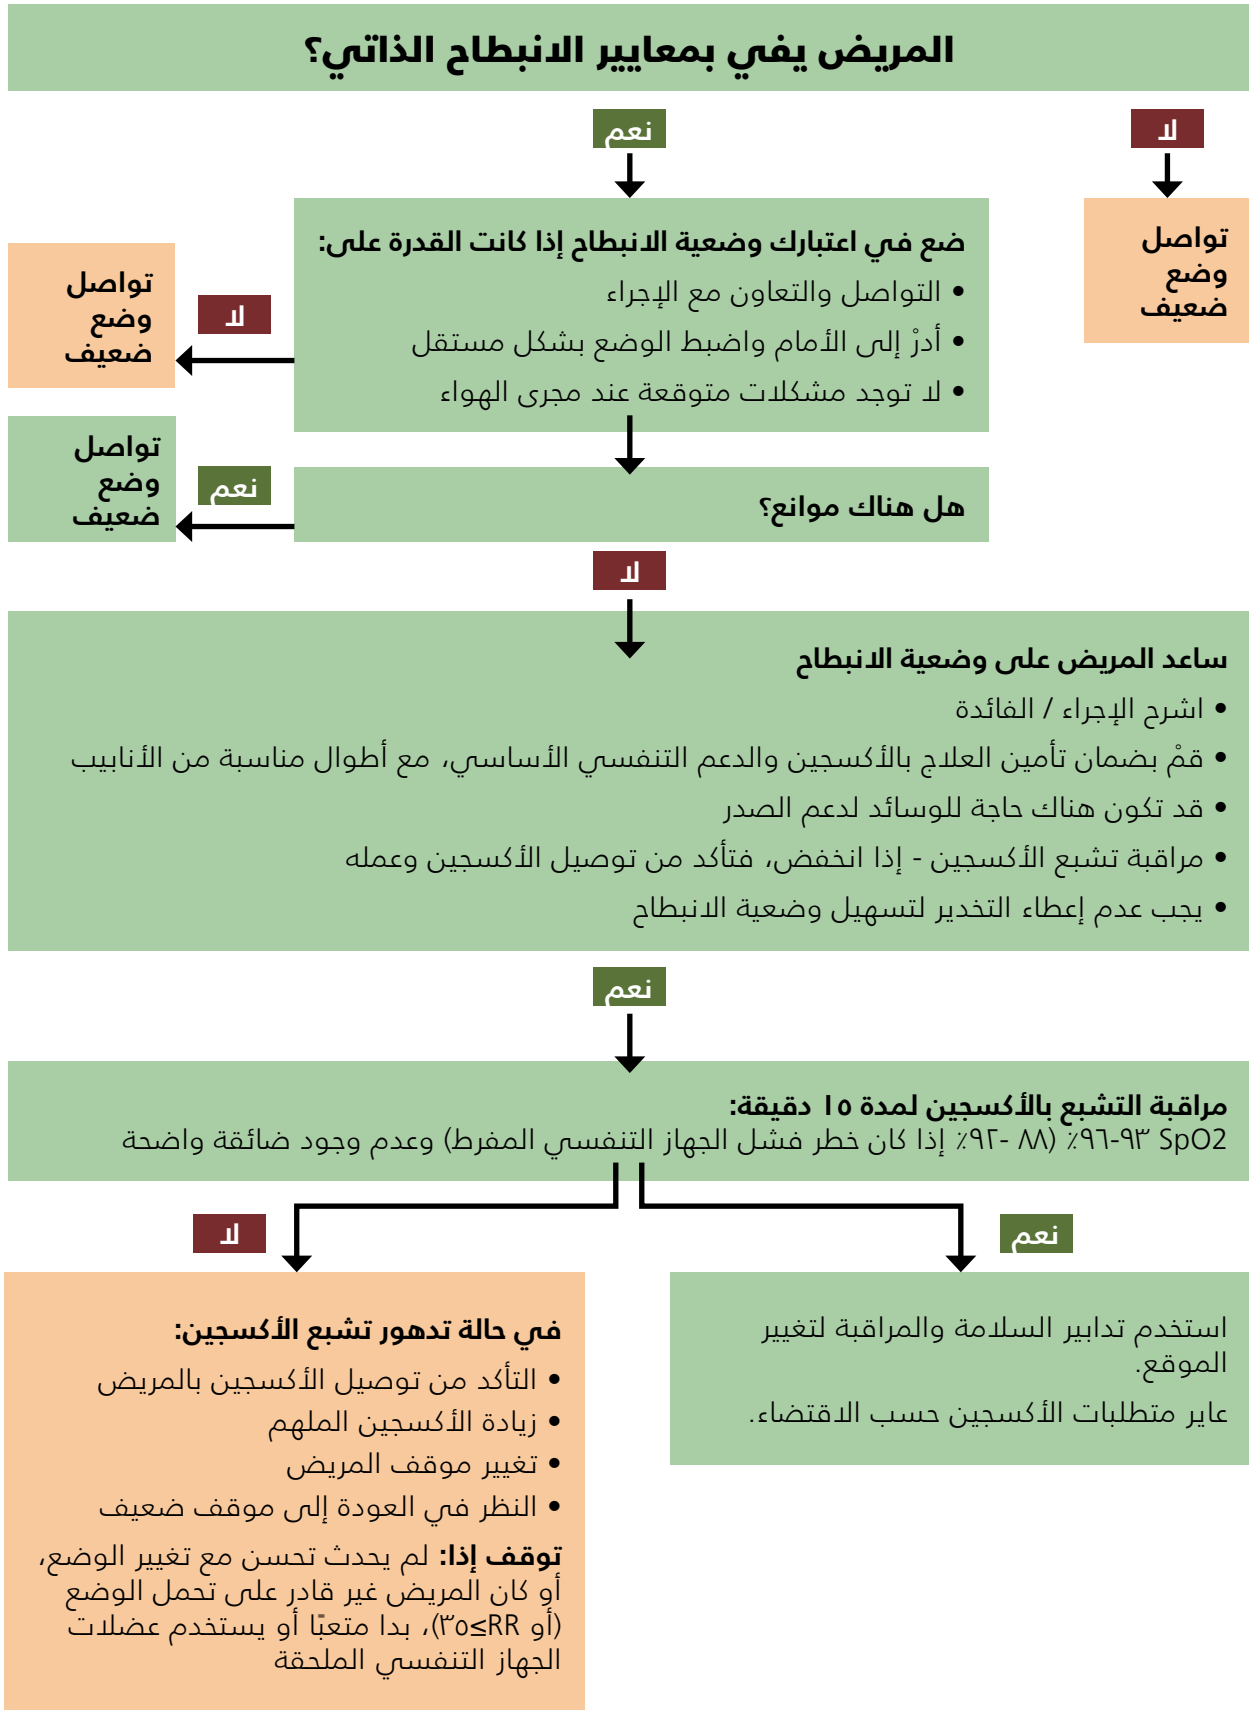 المريض يفي بمعايير الانبطاح الذاتي؟
لا
نعم
تواصل
وضع
ضعيف
ضع في اعتبارك وضعية الانبطاح إذا كانت القدرة على:
• التواصل والتعاون مع الإجراء
• أدرْ إلى الأمام واضبط الوضع بشكل مستقل
• لا توجد مشكلات متوقعة عند مجرى الهواء
لا
تواصل
وضع
ضعيف
هل هناك موانع؟
نعم
تواصل
وضع
ضعيف
لا
ساعد المريض على وضعية الانبطاح
• اشرح الإجراء / الفائدة
• قمْ بضمان تأمين العلاج بالأكسجين والدعم التنفسي الأساسي، مع أطوال مناسبة من الأنابيب
• قد تكون هناك حاجة للوسائد لدعم الصدر
• مراقبة تشبع الأكسجين - إذا انخفض، فتأكد من توصيل الأكسجين وعمله
• يجب عدم إعطاء التخدير لتسهيل وضعية الانبطاح
نعم
مراقبة التشبع بالأكسجين لمدة ١٥ دقيقة:
SpO2 ٩٣-٩٦٪ (٨٨ -٩٢٪ إذا كان خطر فشل الجهاز التنفسي المفرط) وعدم وجود ضائقة واضحة
نعم
لا
استخدم تدابير السلامة والمراقبة لتغيير
الموقع.
عاير متطلبات الأكسجين حسب الاقتضاء.
في حالة تدهور تشبع الأكسجين:
• التأكد من توصيل الأكسجين بالمريض
• زيادة الأكسجين الملهم
• تغيير موقف المريض
• النظر في العودة إلى موقف ضعيف
توقف إذا: لم يحدث تحسن مع تغيير الوضع،
أو كان المريض غير قادر على تحمل الوضع
(أو RR≥٣٥)، بدا متعبًا أو يستخدم عضلات
الجهاز التنفسي الملحقة